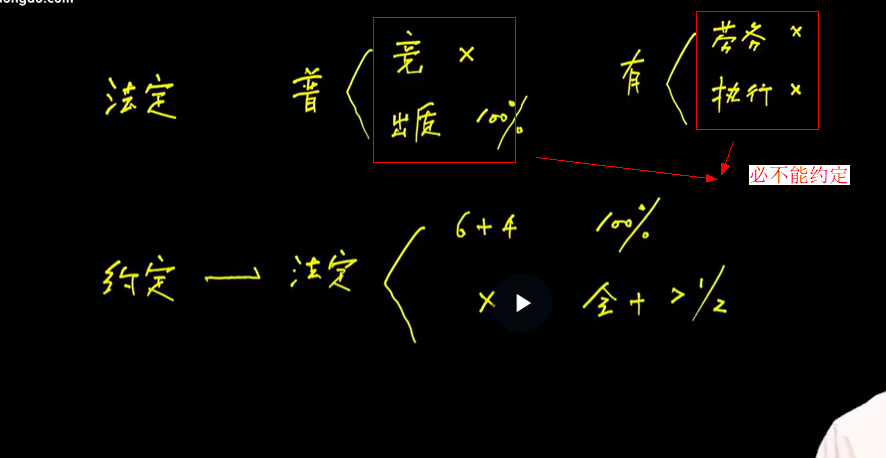 法定 普 竞 × 有 劳务 ×
出质 100% 执行 ×
必不能约定
约定 — 法定 6+4 100%
× 全 + > 1/2